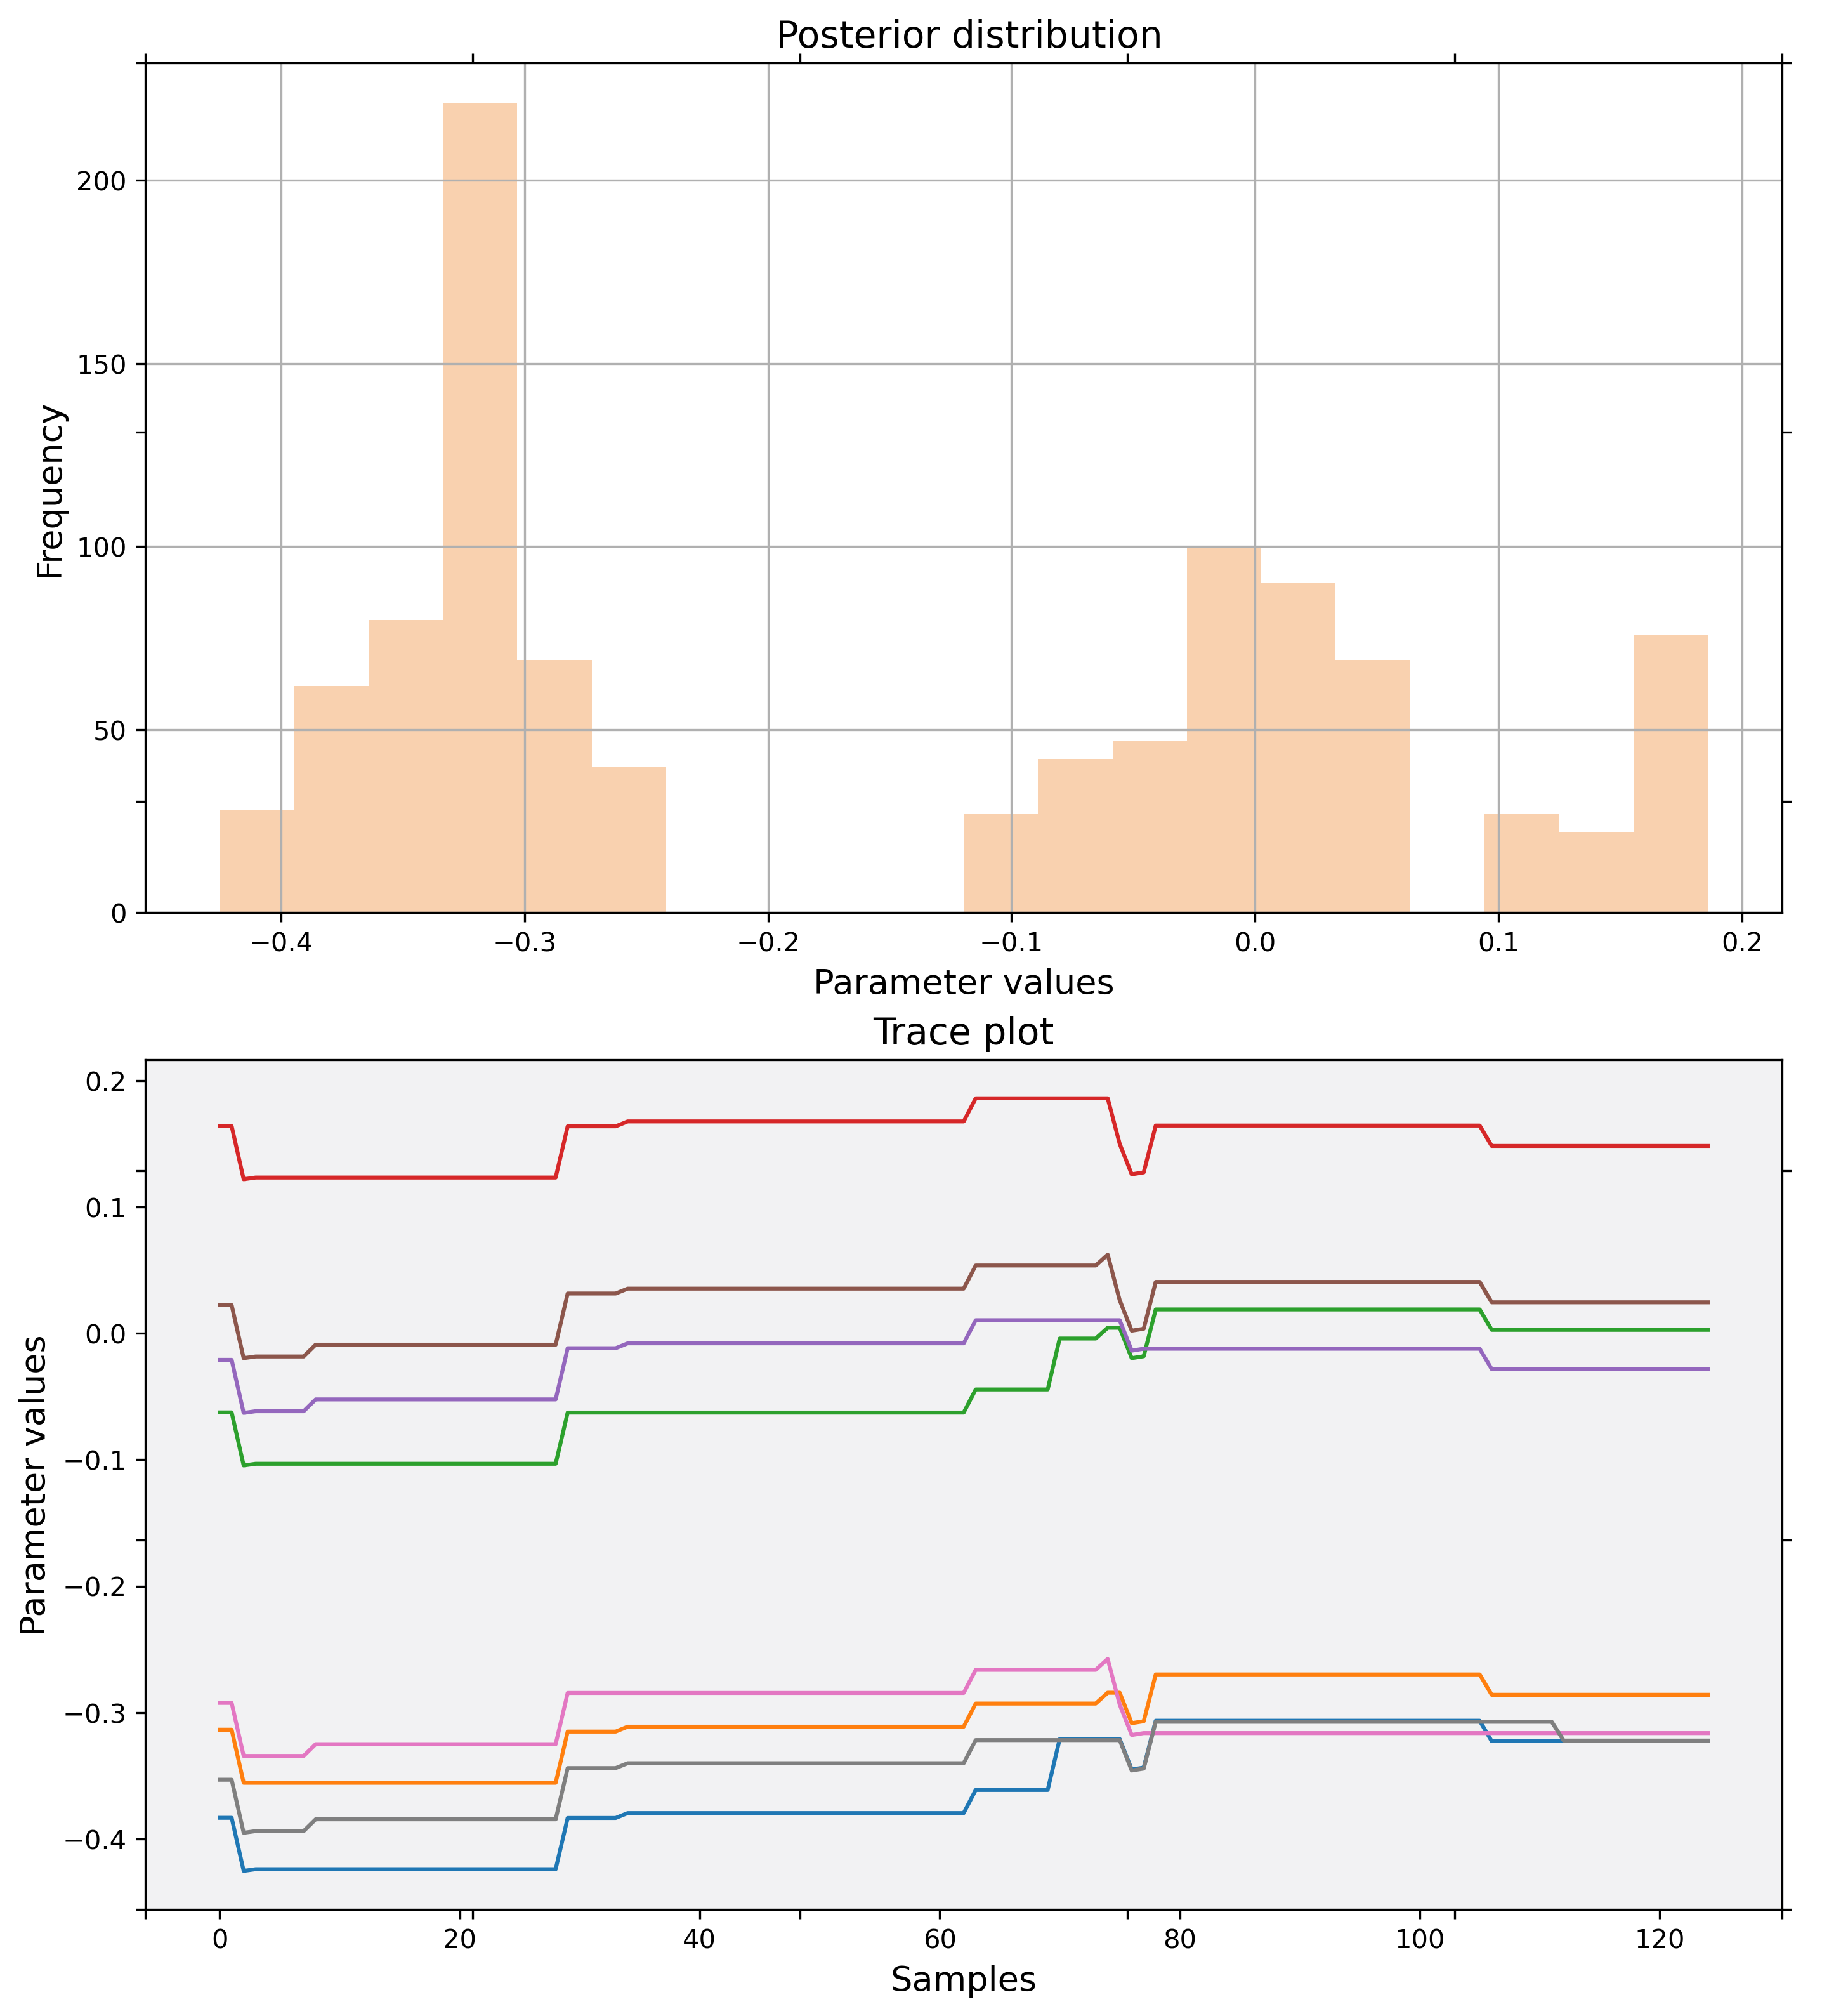 Posterior distribution
200
150
100
50
0
Frequency
−0.4 −0.3 −0.2 −0.1 0.0 0.1 0.2
Parameter values
Trace plot
0.2
0.1
0.0
−0.1
−0.2
−0.3
−0.4
Parameter values
0 20 40 60 80 100 120
Samples